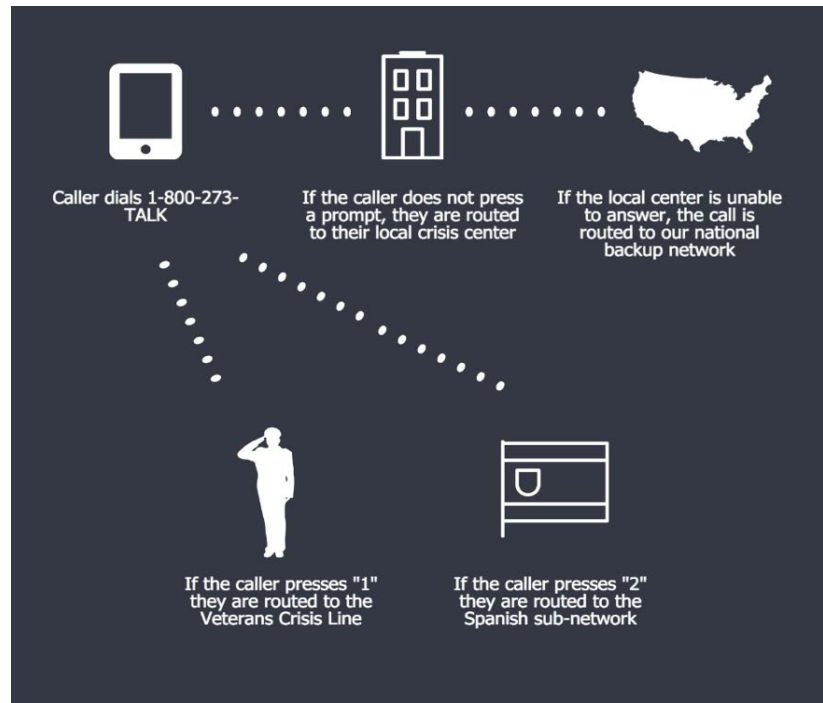 Caller dials 1-800-273-
TALK
If the caller does not press
a prompt, they are routed
to their local crisis center
If the local center is unable
to answer, the call is
routed to our national
backup network
If the caller presses "1"
they are routed to the
Veterans Crisis Line
If the caller presses "2"
they are routed to the
Spanish sub-network